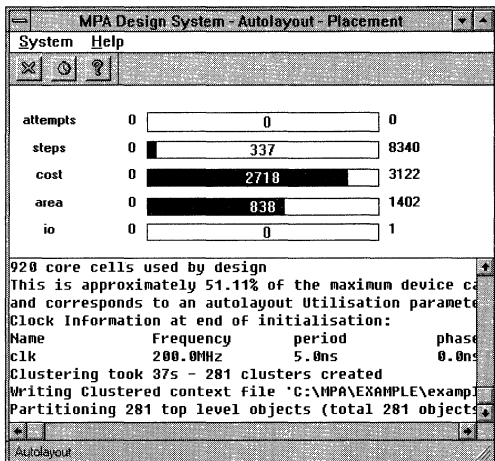 MPA Design System - Autolayout - Placement
System Help
attempts 0 0 0
steps 0 337 8340
cost 0 2718 3122
area 0 838 1402
io 0 0 1
920 core cells used by design
This is approximately 51.11% of the maximum device ca
and corresponds to an autolayout Utilisation paramete
Clock Information at end of initialisation:
Name Frequency period phase
clk 200.0MHz 5.0ns 0.0ns
Clustering took 37s - 281 clusters created
Writing Clustered context file 'C:\MPA\EXAMPLE\exampl
Partitioning 281 top level objects (total 281 objects
Autolayout